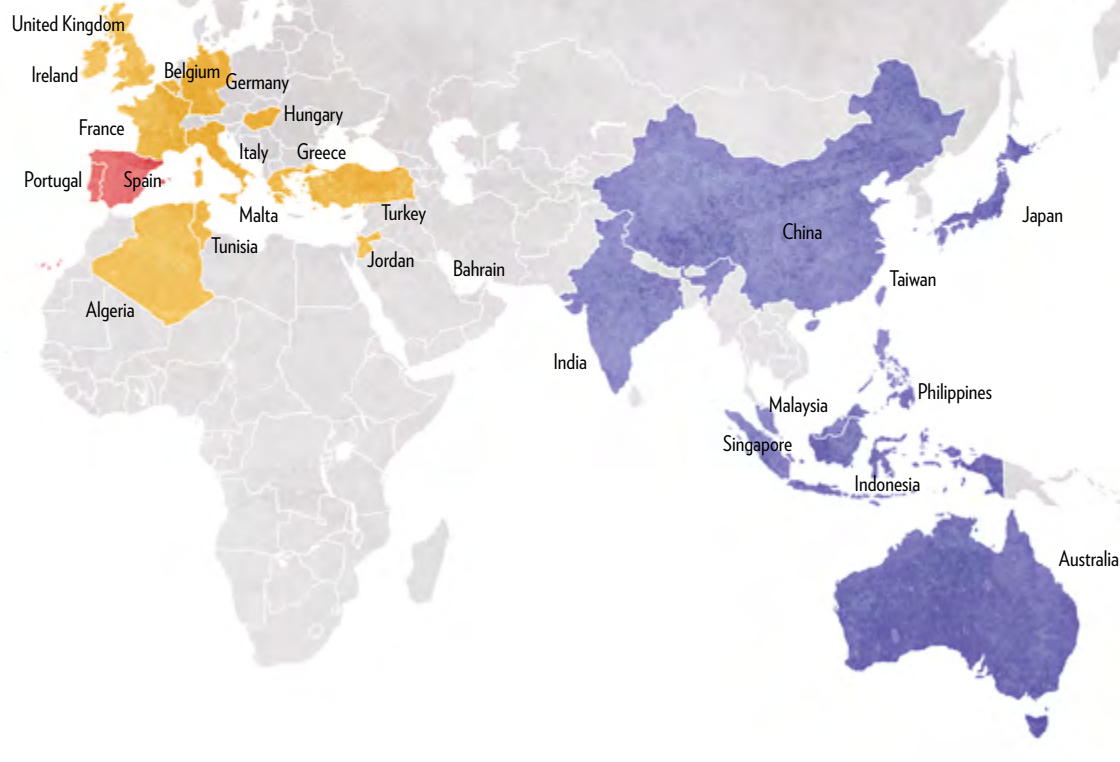 United Kingdom
Ireland
Belgium
Germany
France
Hungary
Italy
Greece
Portugal
Spain
Malta
Turkey
Tunisia
Jordan
Bahrain
Algeria
China
Japan
Taiwan
India
Philippines
Malaysia
Singapore
Indonesia
Australia